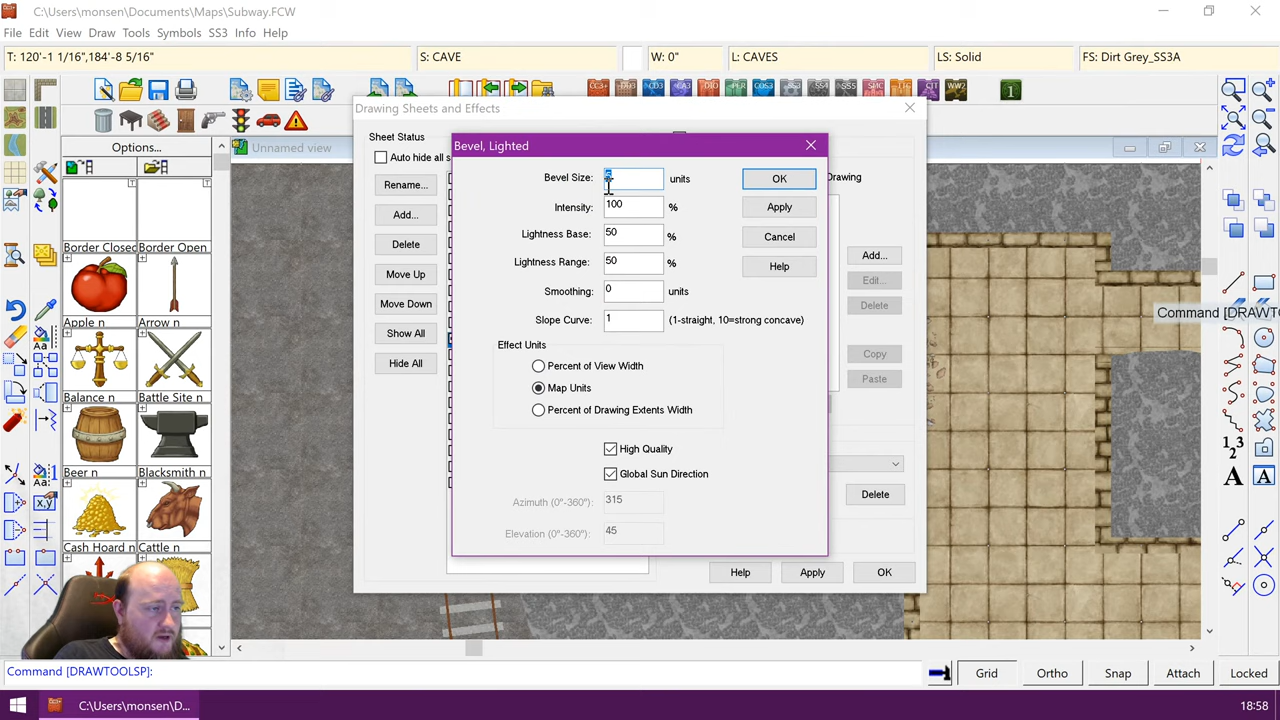 C:\Users\monsen\Documents\Maps\Subway.FCW
File Edit View Draw Tools Symbols SS3 Info Help
T: 120'-1 1/16",184'-8 5/16"
S: CAVE
W: 0"
L: CAVES
LS: Solid
FS: Dirt Grey_SS3A
Options...
Unnamed view
Border Closed
Border Open
Apple n
Arrow n
Balance n
Battle Site n
Beer n
Blacksmith n
Cash Hoard n
Cattle n
Drawing Sheets and Effects
Sheet Status
Auto hide all s
Rename...
Add...
Delete
Move Up
Move Down
Show All
Hide All
Drawing
Add...
Edit...
Delete
Copy
Paste
Delete
Help
Apply
OK
Bevel, Lighted
Bevel Size: units
Intensity: 100 %
Lightness Base: 50 %
Lightness Range: 50 %
Smoothing: 0 units
Slope Curve: 1 (1-straight, 10=strong concave)
OK
Apply
Cancel
Help
Effect Units
Percent of View Width
Map Units
Percent of Drawing Extents Width
High Quality
Global Sun Direction
Azimuth (0°-360°): 315
Elevation (0°-360°): 45
Command [DRAWTO
Command [DRAWTOOLSP]:
Grid
Ortho
Snap
Attach
Locked
C:\Users\monsen\D...
18:58